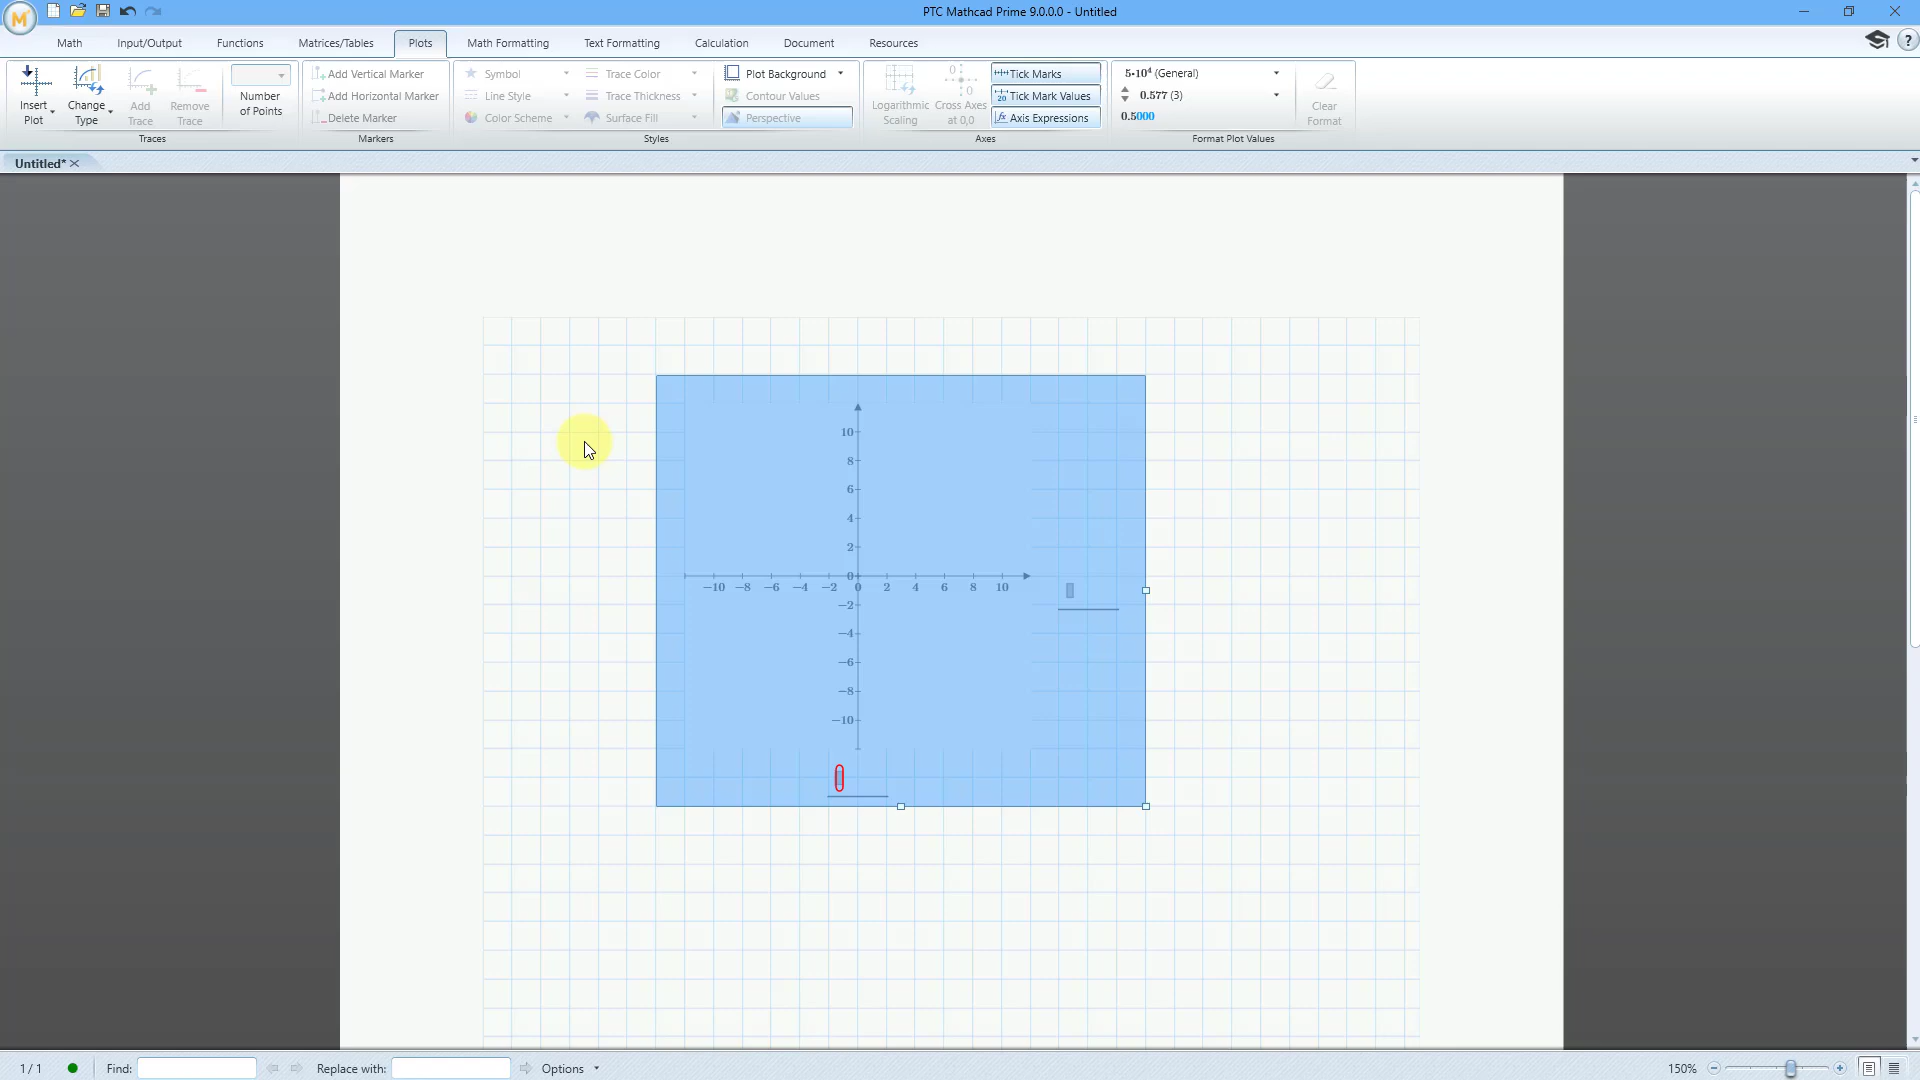 PTC Mathcad Prime 9.0.0.0 - Untitled
Math
Input/Output
Functions
Matrices/Tables
Plots
Math Formatting
Text Formatting
Calculation
Document
Resources
Insert Plot
Change Type
Add Trace
Remove Trace
Traces
Number of Points
Add Vertical Marker
Add Horizontal Marker
Delete Marker
Markers
Symbol
Line Style
Color Scheme
Trace Color
Trace Thickness
Surface Fill
Styles
Plot Background
Contour Values
Perspective
Logarithmic Scaling
Cross Axes at 0,0
Tick Marks
Tick Mark Values
Axis Expressions
Axes
5•10⁴ (General)
0.577 (3)
0.5000
Format Plot Values
Clear Format
Untitled*
10
8
6
4
2
0
−10 −8 −6 −4 −2 0 2 4 6 8 10
−2
−4
−6
−8
−10
1 / 1
Find:
Replace with:
Options
150%